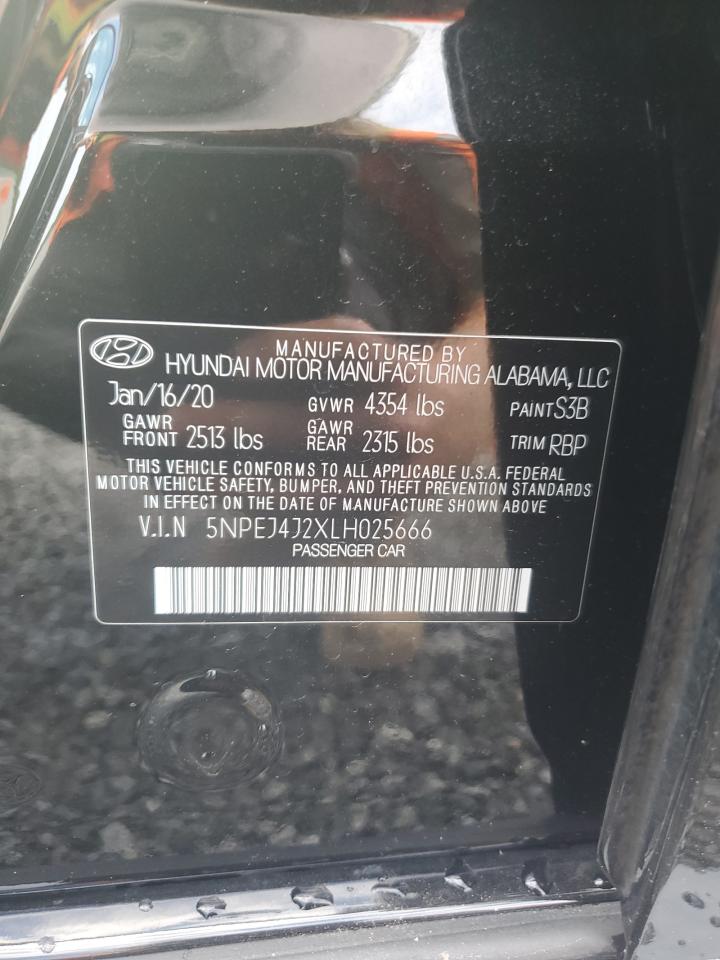 MANUFACTURED BY
HYUNDAI MOTOR MANUFACTURING ALABAMA, LLC
Jan/16/20 GVWR 4354 lbs PAINT S3B
GAWR FRONT 2513 lbs GAWR REAR 2315 lbs TRIM RBP
THIS VEHICLE CONFORMS TO ALL APPLICABLE U.S.A. FEDERAL
MOTOR VEHICLE SAFETY, BUMPER, AND THEFT PREVENTION STANDARDS
IN EFFECT ON THE DATE OF MANUFACTURE SHOWN ABOVE
V.I.N 5NPEJ4J2XLH025666
PASSENGER CAR